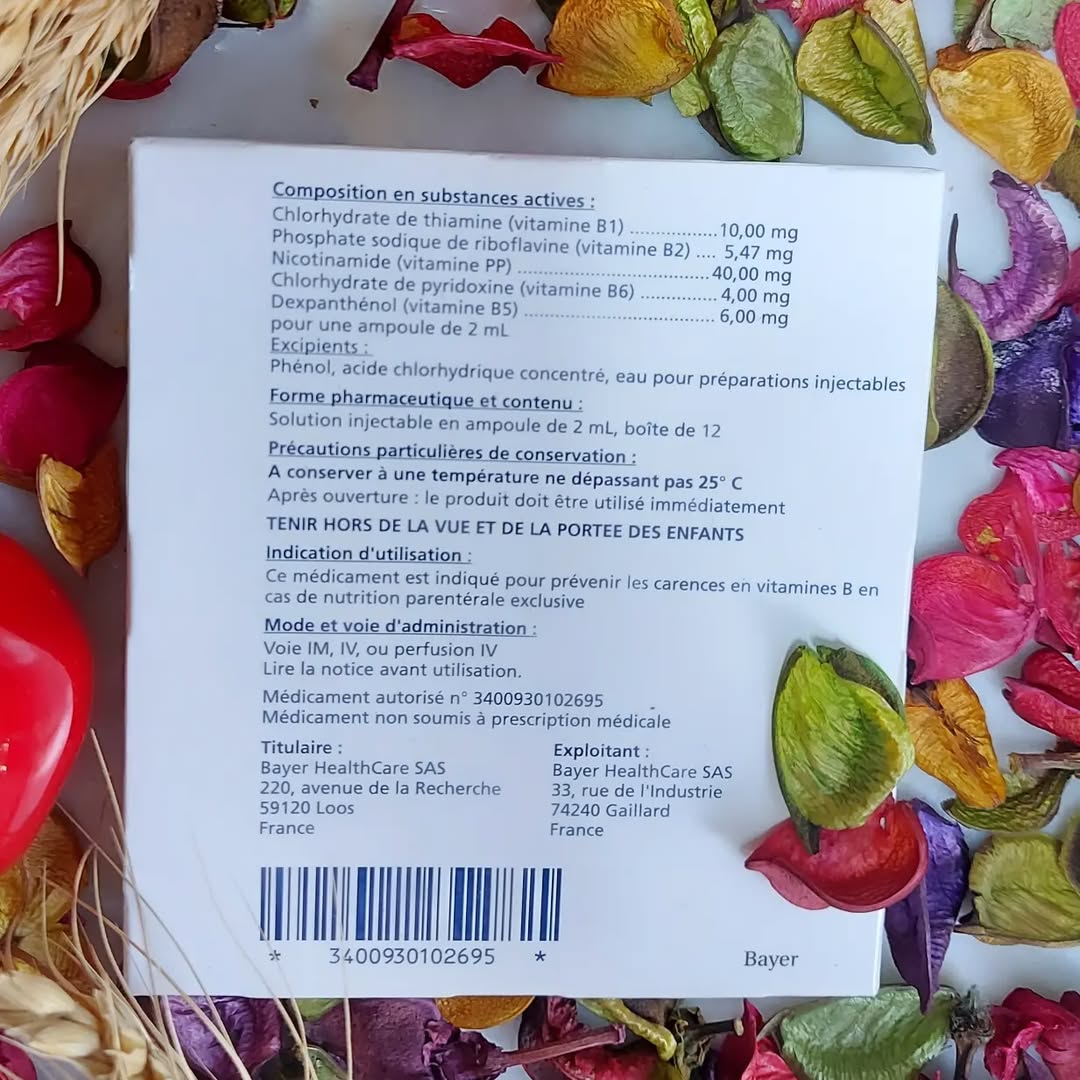 Composition en substances actives :
Chlorhydrate de thiamine (vitamine B1) ................. 10,00 mg
Phosphate sodique de riboflavine (vitamine B2) .... 5,47 mg
Nicotinamide (vitamine PP) ..................................... 40,00 mg
Chlorhydrate de pyridoxine (vitamine B6) ............... 4,00 mg
Dexpanthénol (vitamine B5) ..................................... 6,00 mg
pour une ampoule de 2 mL
Excipients :
Phénol, acide chlorhydrique concentré, eau pour préparations injectables
Forme pharmaceutique et contenu :
Solution injectable en ampoule de 2 mL, boîte de 12
Précautions particulières de conservation :
A conserver à une température ne dépassant pas 25° C
Après ouverture : le produit doit être utilisé immédiatement
TENIR HORS DE LA VUE ET DE LA PORTEE DES ENFANTS
Indication d'utilisation :
Ce médicament est indiqué pour prévenir les carences en vitamines B en
cas de nutrition parentérale exclusive
Mode et voie d'administration :
Voie IM, IV, ou perfusion IV
Lire la notice avant utilisation.
Médicament autorisé n° 3400930102695
Médicament non soumis à prescription médicale
Titulaire :
Bayer HealthCare SAS
220, avenue de la Recherche
59120 Loos
France
Exploitant :
Bayer HealthCare SAS
33, rue de l'Industrie
74240 Gaillard
France
* 3400930102695 *
Bayer